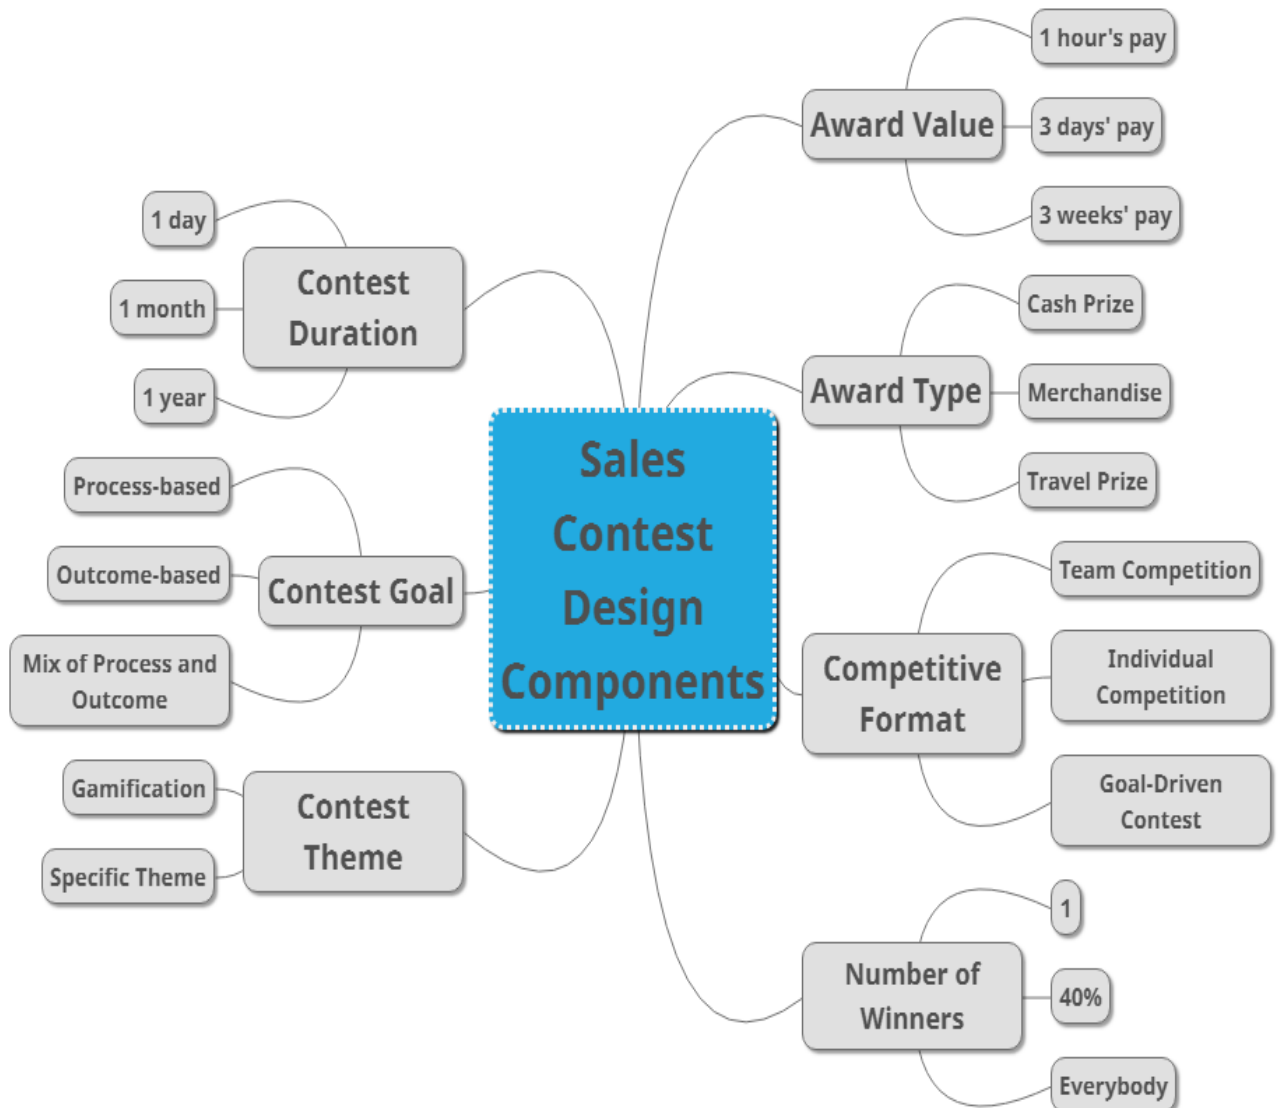 Sales
Contest
Design
Components
Award Value
1 hour's pay
3 days' pay
3 weeks' pay
Award Type
Cash Prize
Merchandise
Travel Prize
Competitive
Format
Team Competition
Individual
Competition
Goal-Driven
Contest
Number of
Winners
1
40%
Everybody
Contest
Duration
1 day
1 month
1 year
Contest Goal
Process-based
Outcome-based
Mix of Process and
Outcome
Contest
Theme
Gamification
Specific Theme